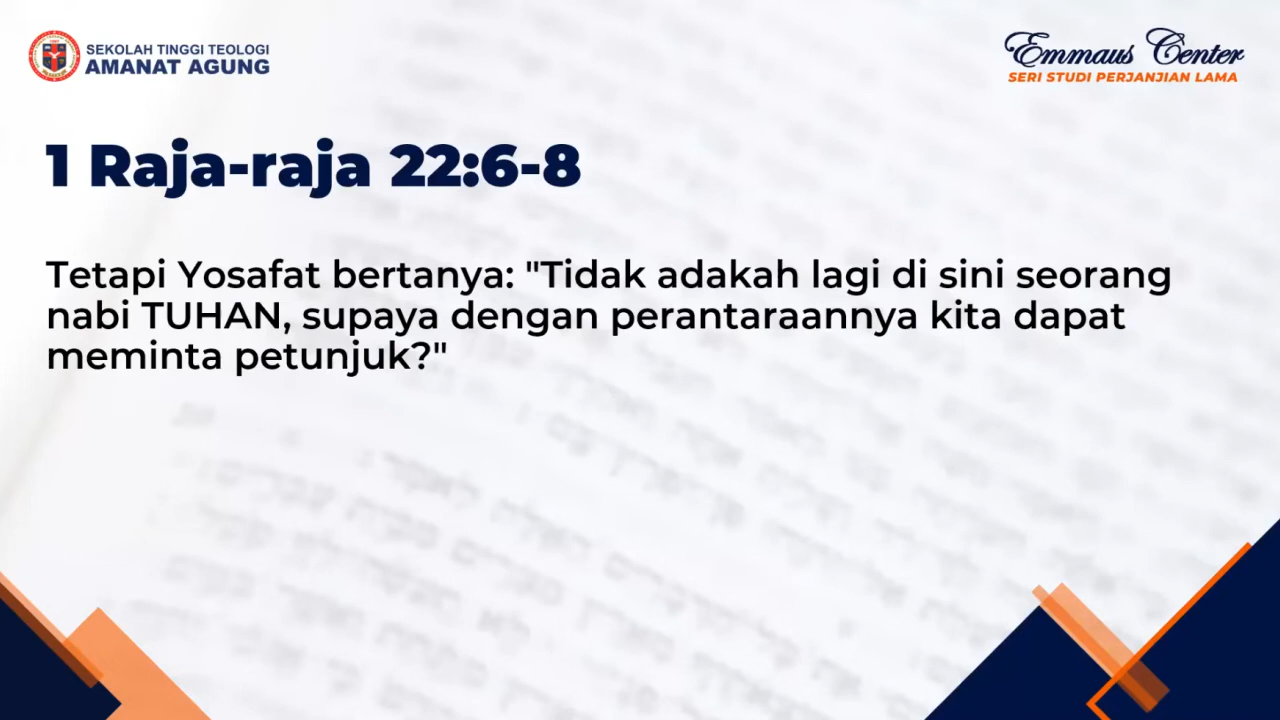 SEKOLAH TINGGI TEOLOGI
AMANAT AGUNG
Emmaus Center
SERI STUDI PERJANJIAN LAMA
1 Raja-raja 22:6-8
Tetapi Yosafat bertanya: "Tidak adakah lagi di sini seorang
nabi TUHAN, supaya dengan perantaraannya kita dapat
meminta petunjuk?"